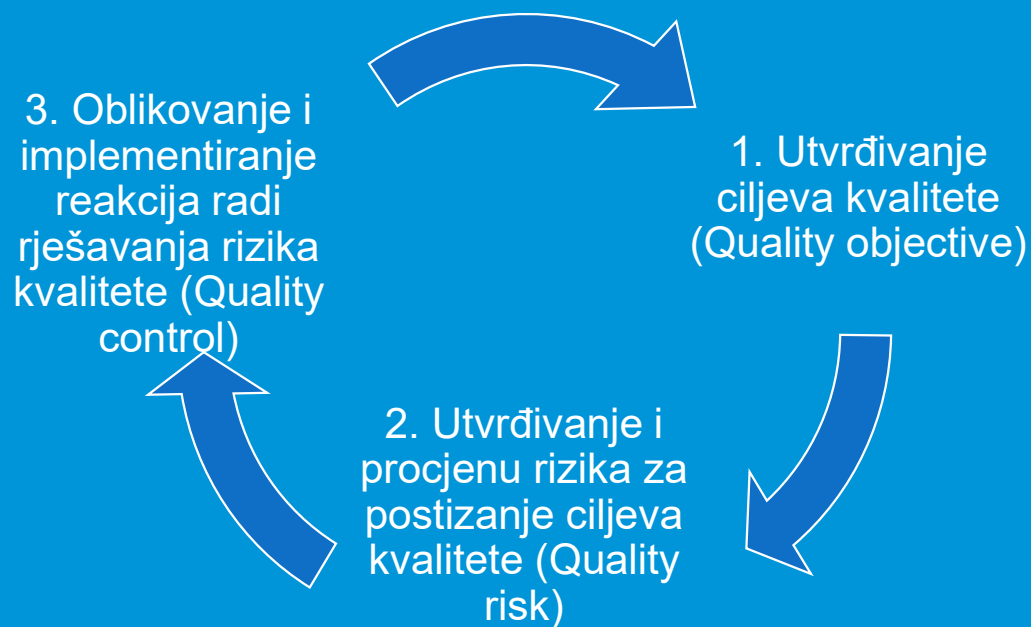 1. Utvrđivanje
ciljeva kvalitete
(Quality objective)
2. Utvrđivanje i
procjenu rizika za
postizanje ciljeva
kvalitete (Quality
risk)
3. Oblikovanje i
implementiranje
reakcija radi
rješavanja rizika
kvalitete (Quality
control)